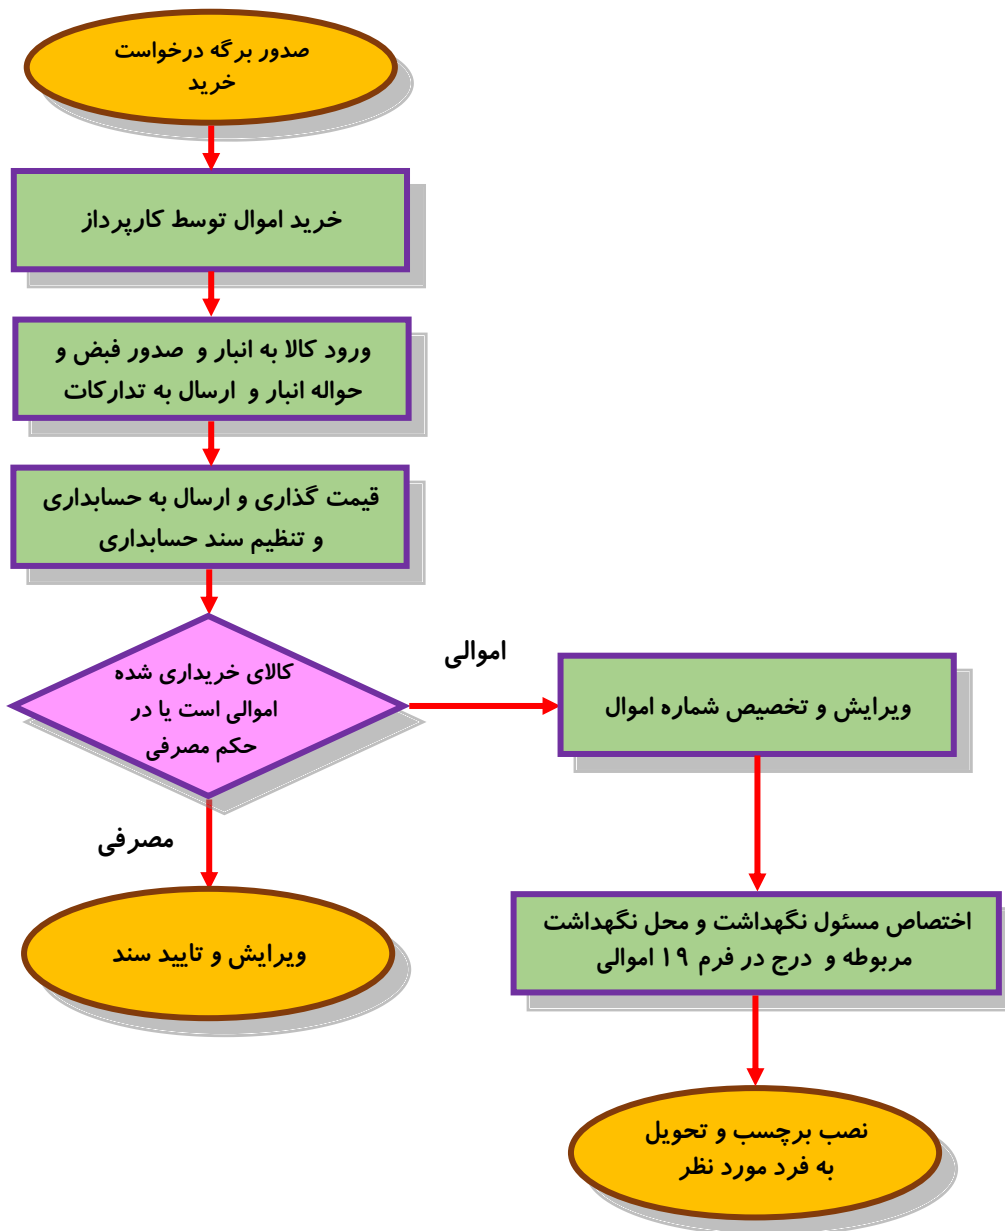 صدور برگه درخواست
خرید
خرید اموال توسط کارپرداز
ورود کالا به انبار و صدور فبض و
حواله انبار و ارسال به تدارکات
قیمت گذاری و ارسال به حسابداری
و تنظیم سند حسابداری
کالای خریداری شده
اموالی است یا در
حکم مصرفی
اموالی
ویرایش و تخصیص شماره اموال
مصرفی
ویرایش و تایید سند
اختصاص مسئول نگهداشت و محل نگهداشت
مربوطه و درج در فرم ۱۹ اموالی
نصب برچسب و تحویل
به فرد مورد نظر